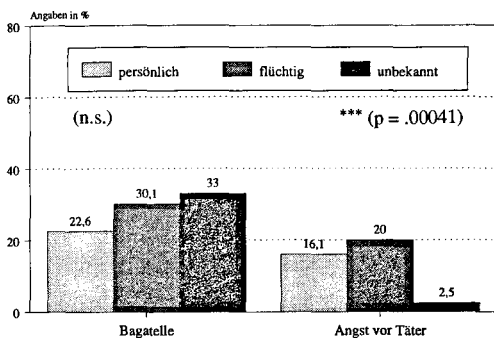 Angaben in %
80
persönlich flüchtig unbekannt
60
(n.s.) *** (p = .00041)
40
33
30,1
22,6
20
20
16,1
2,5
0
Bagatelle Angst vor Täter